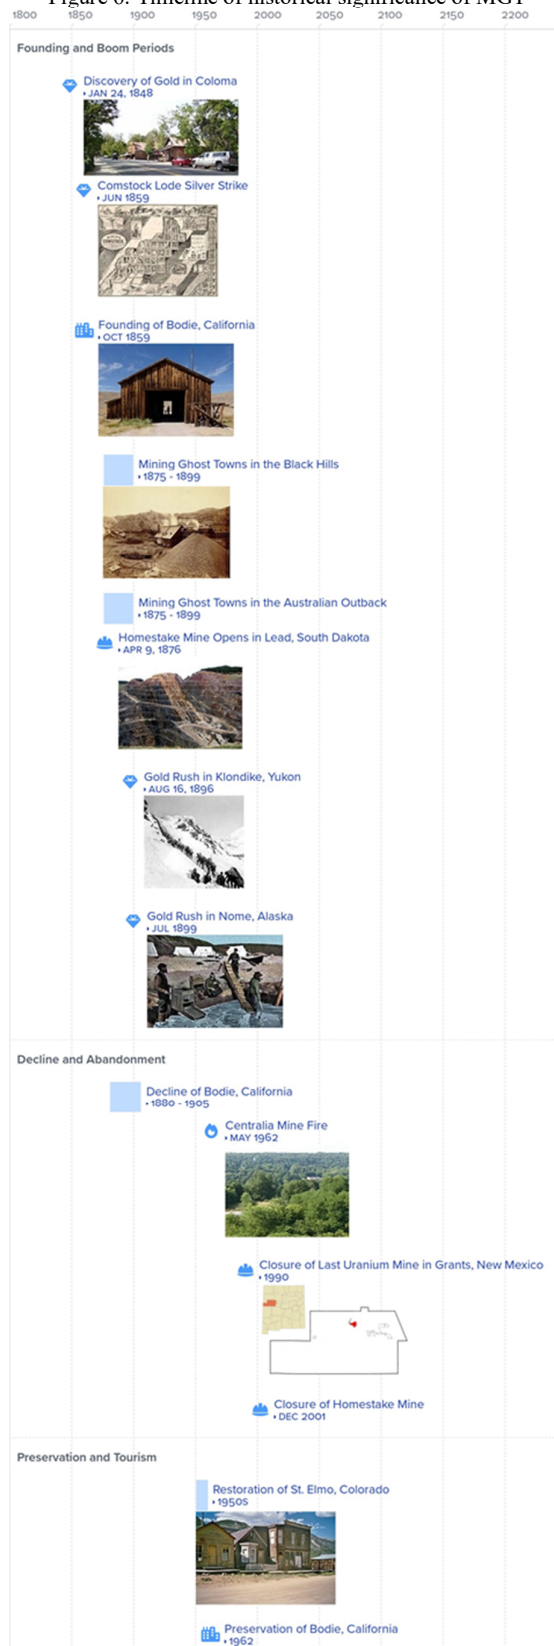 Figure 6. Timeline of historical significance of MGT
1800 1850 1900 1950 2000 2050 2100 2150 2200
Founding and Boom Periods
Discovery of Gold in Coloma
• JAN 24, 1848
Comstock Lode Silver Strike
• JUN 1859
Founding of Bodie, California
• OCT 1859
Mining Ghost Towns in the Black Hills
• 1875 - 1899
Mining Ghost Towns in the Australian Outback
• 1875 - 1899
Homestake Mine Opens in Lead, South Dakota
• APR 9, 1876
Gold Rush in Klondike, Yukon
• AUG 16, 1896
Gold Rush in Nome, Alaska
• JUL 1899
Decline and Abandonment
Decline of Bodie, California
• 1880 - 1905
Centralia Mine Fire
• MAY 1962
Closure of Last Uranium Mine in Grants, New Mexico
• 1990
Closure of Homestake Mine
• DEC 2001
Preservation and Tourism
Restoration of St. Elmo, Colorado
• 1950S
Preservation of Bodie, California
• 1962